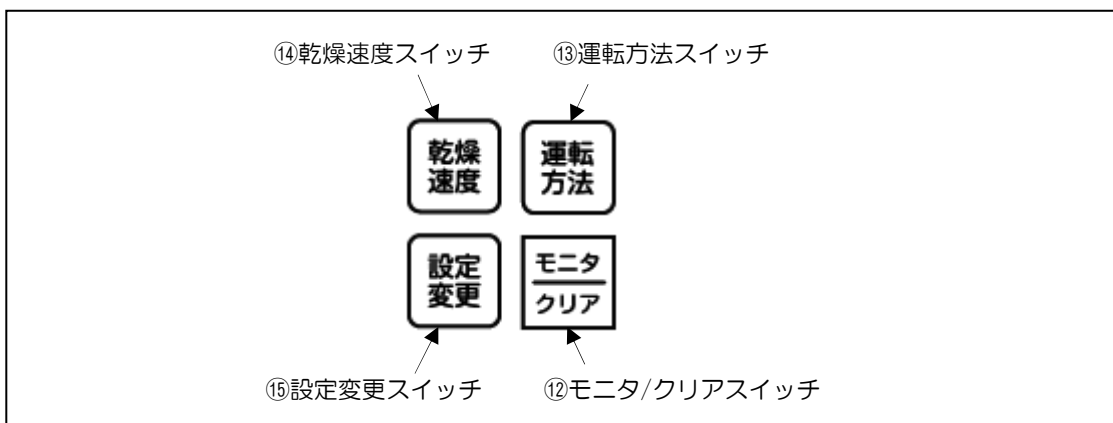 ⑭乾燥速度スイッチ
⑬運転方法スイッチ
乾燥
速度
運転
方法
設定
変更
モニタ
クリア
⑮設定変更スイッチ
⑫モニタ/クリアスイッチ